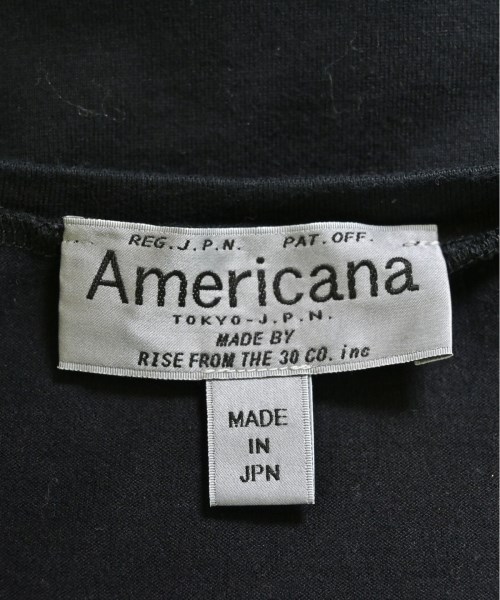 REG. J.P.N. PAT. OFF.
Americana
TOKYO-J.P.N.
MADE BY
RISE FROM THE 30 CO. inc
MADE
IN
JPN